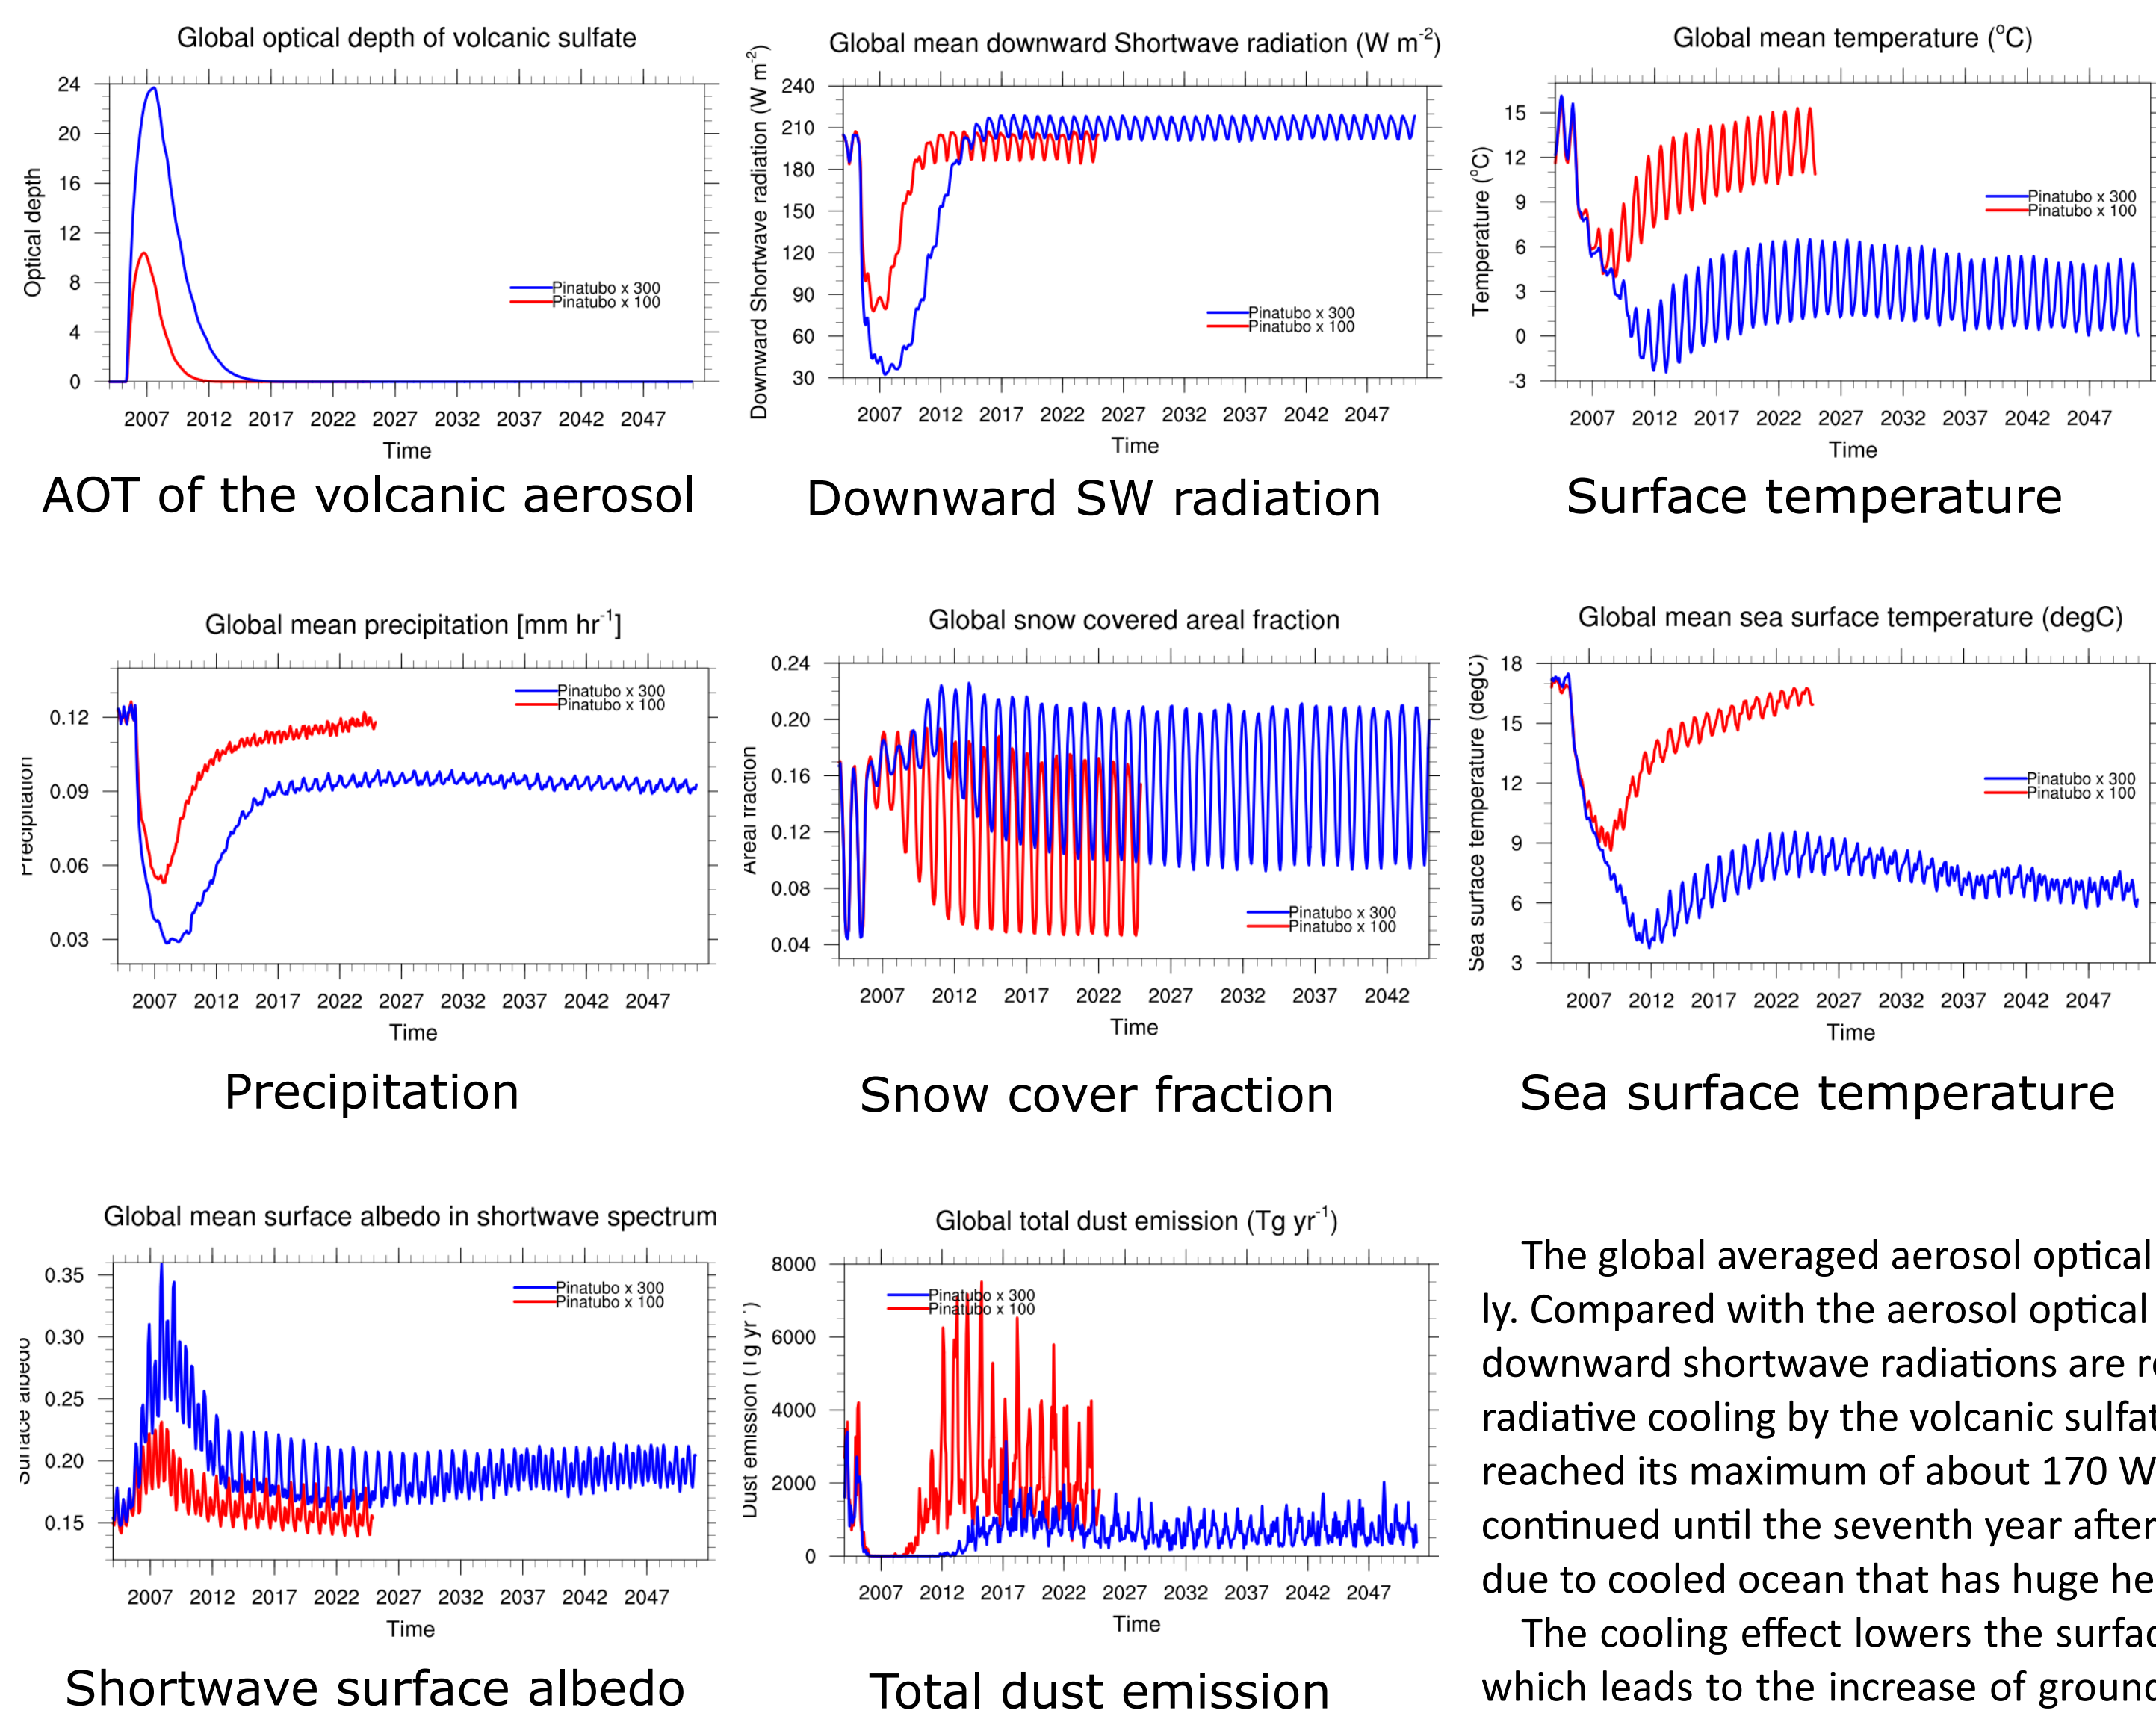 Global optical depth of volcanic sulfate
24
20
16
12
8
4
0
Optical depth
Pinatubo x 300
Pinatubo x 100
2007 2012 2017 2022 2027 2032 2037 2042 2047
Time
AOT of the volcanic aerosol
Global mean downward Shortwave radiation (W m-2)
240
210
180
150
120
90
60
30
Downward Shortwave radiation (W m-2)
Pinatubo x 300
Pinatubo x 100
2007 2012 2017 2022 2027 2032 2037 2042 2047
Time
Downward SW radiation
Global mean temperature (oC)
15
12
9
6
3
0
-3
Temperature (oC)
Pinatubo x 300
Pinatubo x 100
2007 2012 2017 2022 2027 2032 2037 2042 2047
Time
Surface temperature
Global mean precipitation [mm hr-1]
0.12
0.09
0.06
0.03
Precipitation
Pinatubo x 300
Pinatubo x 100
2007 2012 2017 2022 2027 2032 2037 2042 2047
Time
Precipitation
Global snow covered areal fraction
0.24
0.20
0.16
0.12
0.08
0.04
Areal fraction
Pinatubo x 300
Pinatubo x 100
2007 2012 2017 2022 2027 2032 2037 2042
Time
Snow cover fraction
Global mean sea surface temperature (degC)
18
15
12
9
6
3
Sea surface temperature (degC)
Pinatubo x 300
Pinatubo x 100
2007 2012 2017 2022 2027 2032 2037 2042 2047
Time
Sea surface temperature
Global mean surface albedo in shortwave spectrum
0.35
0.30
0.25
0.20
0.15
Surface albedo
Pinatubo x 300
Pinatubo x 100
2007 2012 2017 2022 2027 2032 2037 2042 2047
Time
Shortwave surface albedo
Global total dust emission (Tg yr-1)
8000
6000
4000
2000
0
Dust emission (Tg yr-1)
Pinatubo x 300
Pinatubo x 100
2007 2012 2017 2022 2027 2032 2037 2042 2047
Time
Total dust emission
The global averaged aerosol optical
ly. Compared with the aerosol optical
downward shortwave radiations are
radiative cooling by the volcanic
reached its maximum of about 170 W
continued until the seventh year after
due to cooled ocean that has huge
The cooling effect lowers the
which leads to the increase of